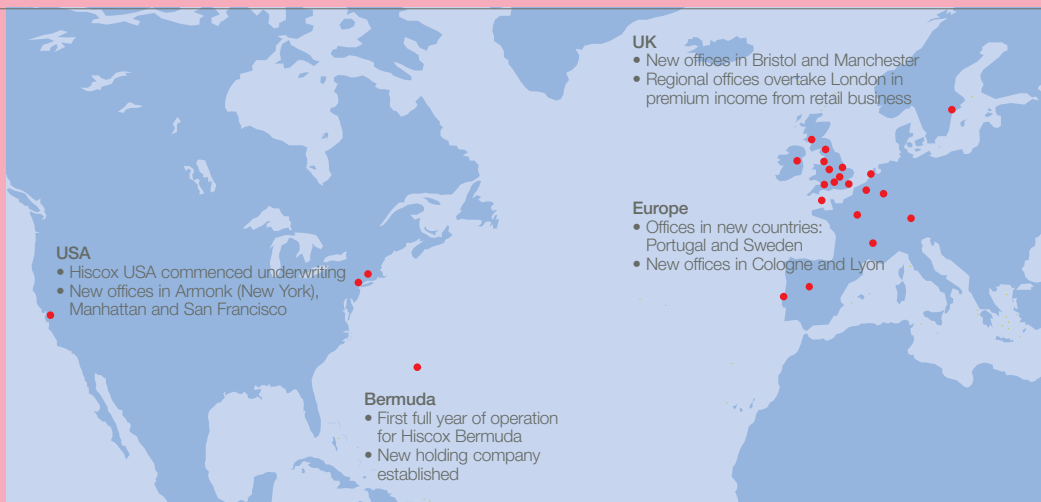 UK
• New offices in Bristol and Manchester
• Regional offices overtake London in
premium income from retail business
Europe
• Offices in new countries:
Portugal and Sweden
• New offices in Cologne and Lyon
USA
• Hiscox USA commenced underwriting
• New offices in Armonk (New York),
Manhattan and San Francisco
Bermuda
• First full year of operation
for Hiscox Bermuda
• New holding company
established